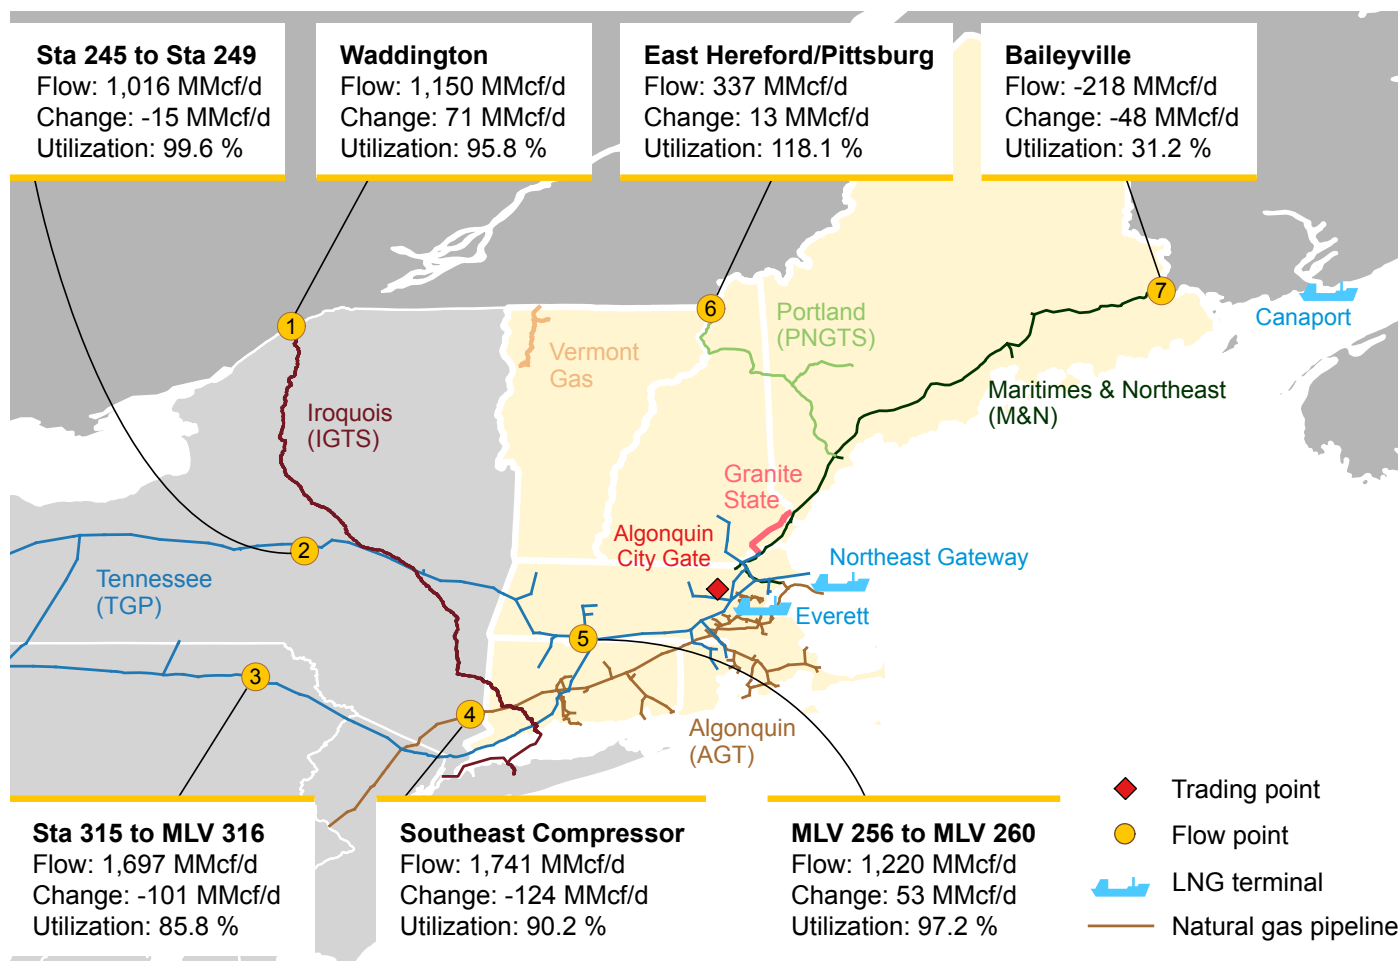 Sta 245 to Sta 249
Flow: 1,016 MMcf/d
Change: -15 MMcf/d
Utilization: 99.6 %
Waddington
Flow: 1,150 MMcf/d
Change: 71 MMcf/d
Utilization: 95.8 %
East Hereford/Pittsburg
Flow: 337 MMcf/d
Change: 13 MMcf/d
Utilization: 118.1 %
Baileyville
Flow: -218 MMcf/d
Change: -48 MMcf/d
Utilization: 31.2 %
1
6
7
Canaport
Portland
(PNGTS)
Vermont
Gas
Maritimes & Northeast
(M&N)
Iroquois
(IGTS)
Granite
State
Algonquin
City Gate
2
Northeast Gateway
Tennessee
(TGP)
Everett
5
3
4
Algonquin
(AGT)
Sta 315 to MLV 316
Flow: 1,697 MMcf/d
Change: -101 MMcf/d
Utilization: 85.8 %
Southeast Compressor
Flow: 1,741 MMcf/d
Change: -124 MMcf/d
Utilization: 90.2 %
MLV 256 to MLV 260
Flow: 1,220 MMcf/d
Change: 53 MMcf/d
Utilization: 97.2 %
Trading point
Flow point
LNG terminal
Natural gas pipeline